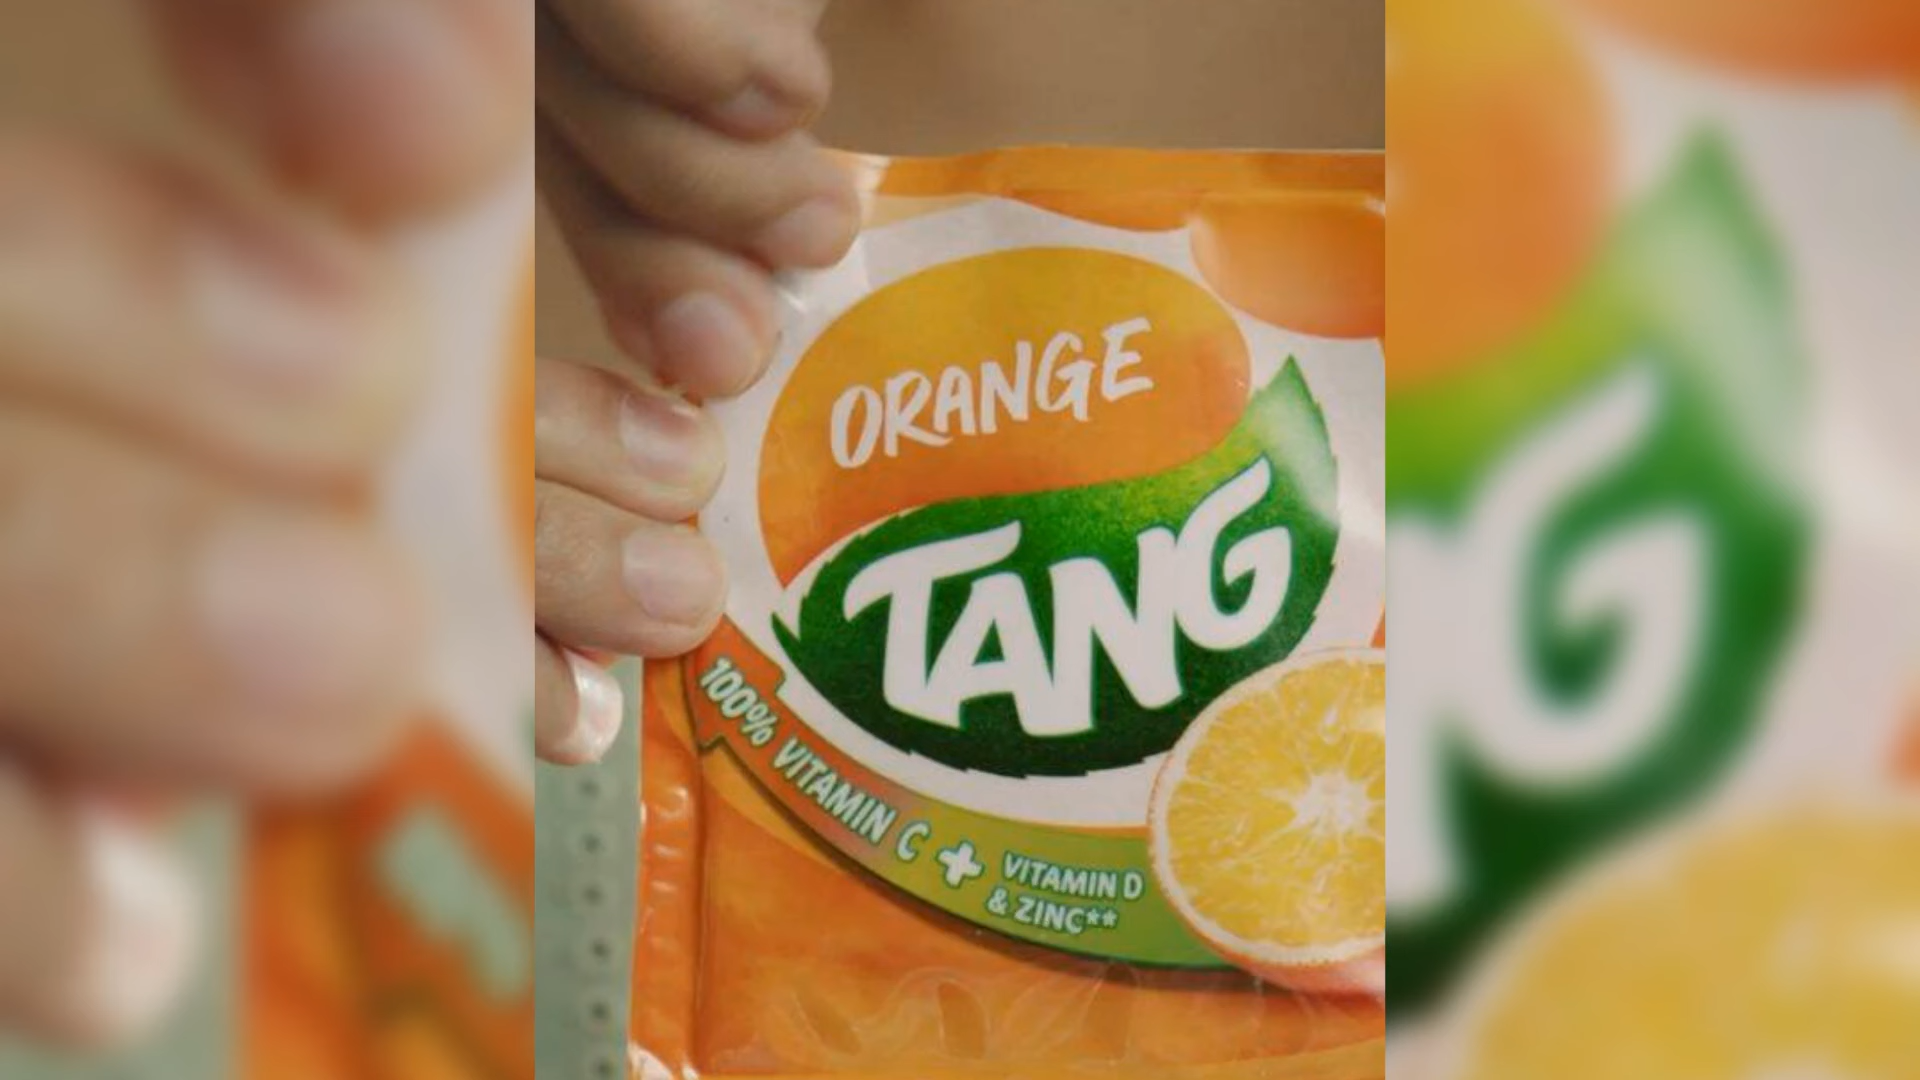 ORANGE
TANG
100% VITAMIN C + VITAMIN D
& ZINC**